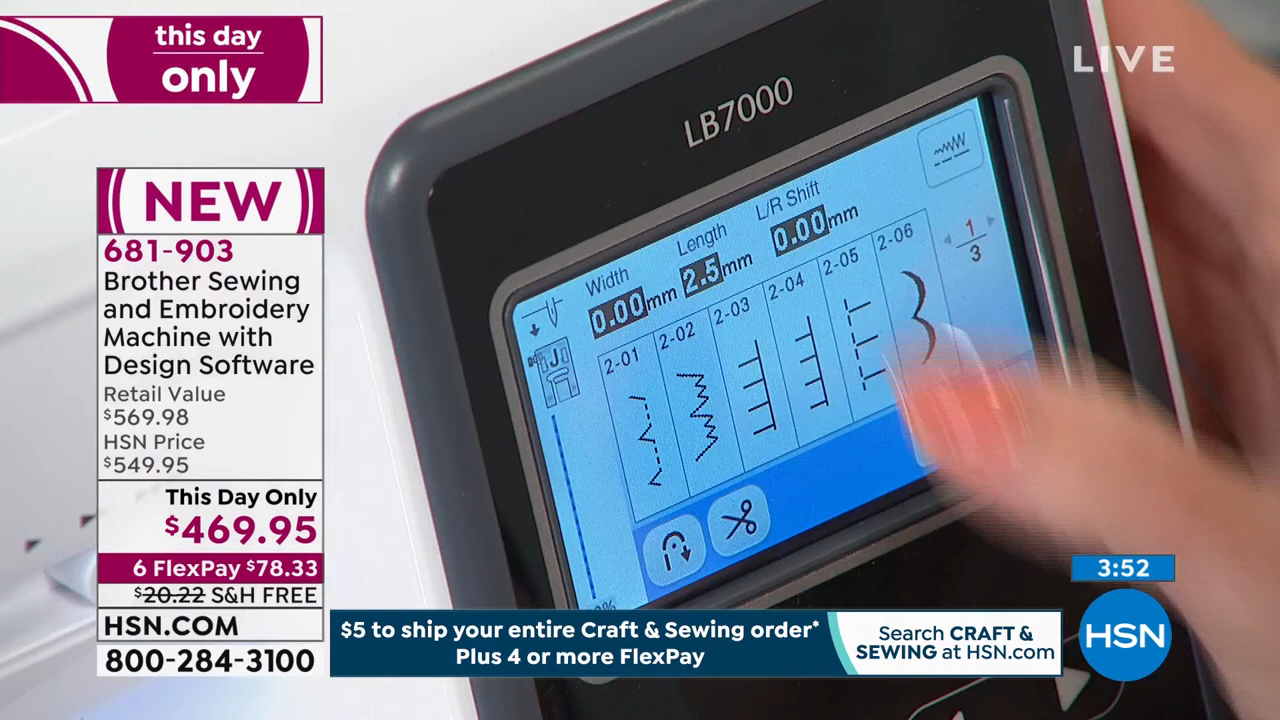 this day
only
LIVE
NEW
681-903
Brother Sewing
and Embroidery
Machine with
Design Software
Retail Value
$569.98
HSN Price
$549.95
This Day Only
$469.95
6 FlexPay $78.33
$20.22 S&H FREE
HSN.COM
800-284-3100
LB7000
Width
Length
L/R Shift
0.00mm
2.5mm
0.00mm
2-01
2-02
2-03
2-04
2-05
2-06
1
3
J
$5 to ship your entire Craft & Sewing order*
Plus 4 or more FlexPay
Search CRAFT &
SEWING at HSN.com
3:52
HSN